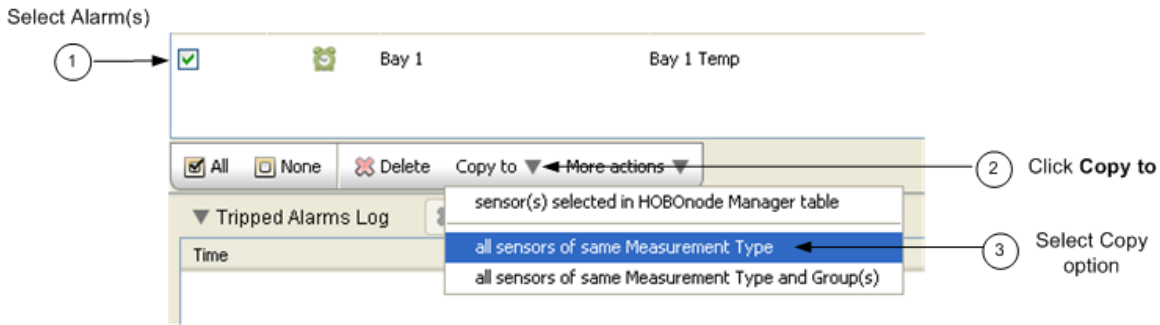 Select Alarm(s)
1
Bay 1 Bay 1 Temp
All None Delete Copy to More actions
2 Click Copy to
sensor(s) selected in HOBOnode Manager table
Tripped Alarms Log
all sensors of same Measurement Type
3 Select Copy
option
Time
all sensors of same Measurement Type and Group(s)